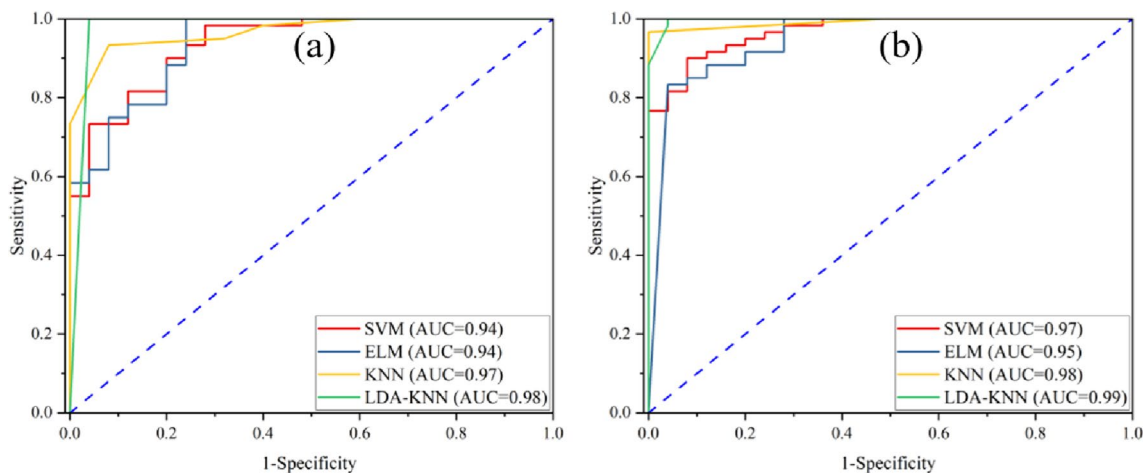 (a)
1.0
0.8
0.6
0.4
0.2
0.0
Sensitivity
SVM (AUC=0.94)
ELM (AUC=0.94)
KNN (AUC=0.97)
LDA-KNN (AUC=0.98)
0.0 0.2 0.4 0.6 0.8 1.0
1-Specificity
(b)
1.0
0.8
0.6
0.4
0.2
0.0
Sensitivity
SVM (AUC=0.97)
ELM (AUC=0.95)
KNN (AUC=0.98)
LDA-KNN (AUC=0.99)
0.0 0.2 0.4 0.6 0.8 1.0
1-Specificity